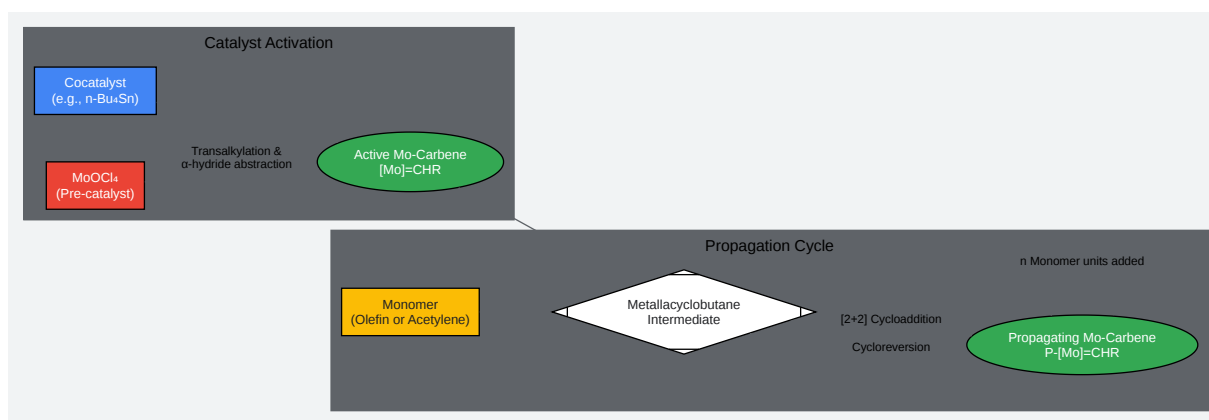 Catalyst Activation
Cocatalyst
(e.g., n-Bu₄Sn)
Transalkylation &
α-hydride abstraction
Active Mo-Carbene
[Mo]=CHR
MoOCl₄
(Pre-catalyst)
Propagation Cycle
n Monomer units added
Monomer
(Olefin or Acetylene)
Metallacyclobutane
Intermediate
[2+2] Cycloaddition
Cycloreversion
Propagating Mo-Carbene
P-[Mo]=CHR